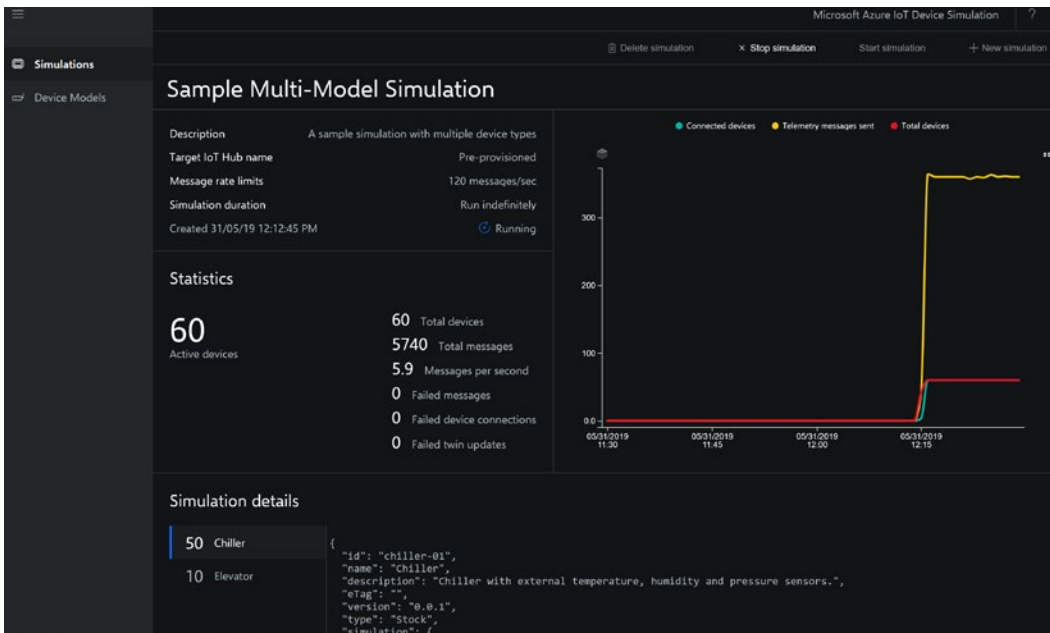 Microsoft Azure IoT Device Simulation ?
Delete simulation × Stop simulation Start simulation + New simulation
Simulations
Device Models
Sample Multi-Model Simulation
Description A sample simulation with multiple device types
Target IoT Hub name Pre-provisioned
Message rate limits 120 messages/sec
Simulation duration Run indefinitely
Created 31/05/19 12:12:45 PM Running
Statistics
60
Active devices
60 Total devices
5740 Total messages
5.9 Messages per second
0 Failed messages
0 Failed device connections
0 Failed twin updates
Connected devices Telemetry messages sent Total devices
300
200
100
0.0
05/31/2019 05/31/2019 05/31/2019 05/31/2019
11:30 11:45 12:00 12:15
Simulation details
50 Chiller
10 Elevator
{
"id": "chiller-01",
"name": "Chiller",
"description": "Chiller with external temperature, humidity and pressure sensors.",
"eTag": "",
"version": "0.0.1",
"type": "Stock",
"simulation": {